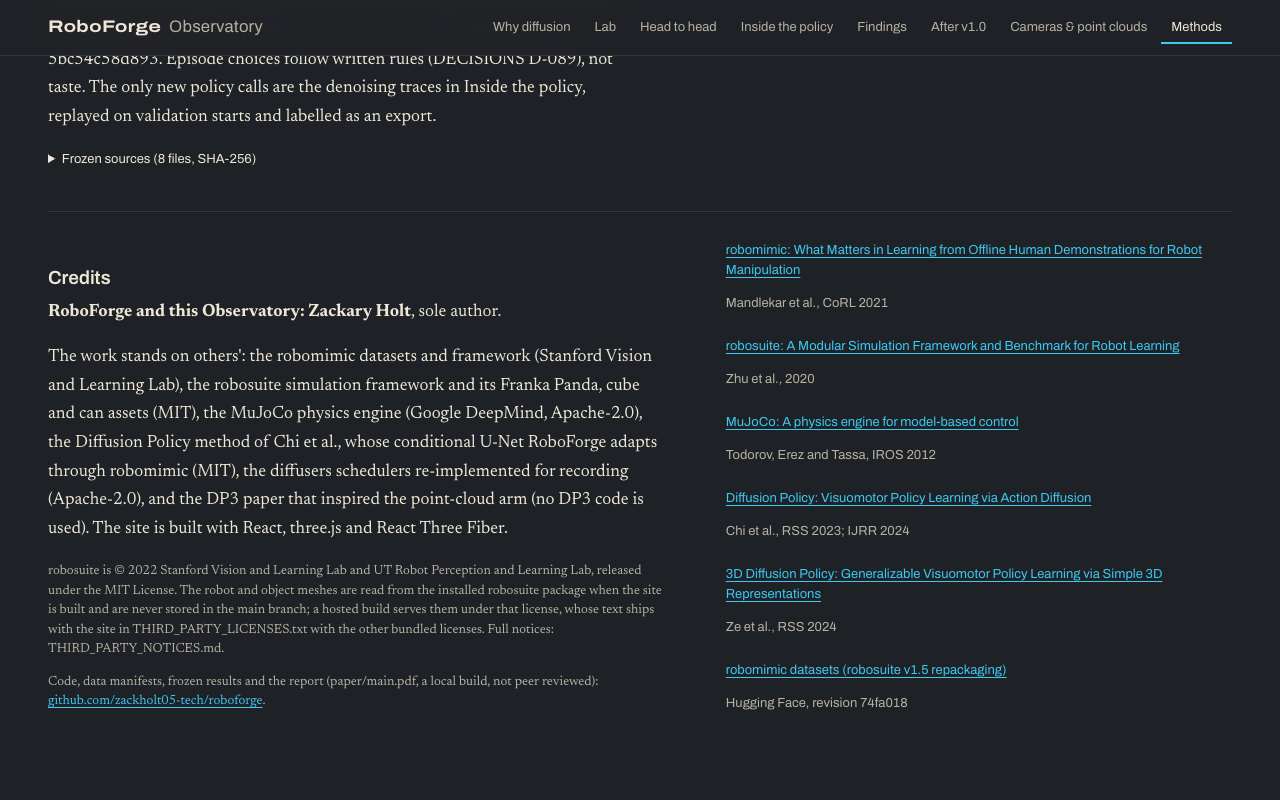 RoboForge Observatory
Why diffusion
Lab
Head to head
Inside the policy
Findings
After v1.0
Cameras & point clouds
Methods
5bc54c58d893. Episode choices follow written rules (DECISIONS D-089), not
taste. The only new policy calls are the denoising traces in Inside the policy,
replayed on validation starts and labelled as an export.
Frozen sources (8 files, SHA-256)
Credits
RoboForge and this Observatory: Zackary Holt, sole author.
The work stands on others': the robomimic datasets and framework (Stanford Vision
and Learning Lab), the robosuite simulation framework and its Franka Panda, cube
and can assets (MIT), the MuJoCo physics engine (Google DeepMind, Apache-2.0),
the Diffusion Policy method of Chi et al., whose conditional U-Net RoboForge adapts
through robomimic (MIT), the diffusers schedulers re-implemented for recording
(Apache-2.0), and the DP3 paper that inspired the point-cloud arm (no DP3 code is
used). The site is built with React, three.js and React Three Fiber.
robosuite is © 2022 Stanford Vision and Learning Lab and UT Robot Perception and Learning Lab, released
under the MIT License. The robot and object meshes are read from the installed robosuite package when the site
is built and are never stored in the main branch; a hosted build serves them under that license, whose text ships
with the site in THIRD_PARTY_LICENSES.txt with the other bundled licenses. Full notices:
THIRD_PARTY_NOTICES.md.
Code, data manifests, frozen results and the report (paper/main.pdf, a local build, not peer reviewed):
github.com/zackholt05-tech/roboforge.
robomimic: What Matters in Learning from Offline Human Demonstrations for Robot
Manipulation
Mandlekar et al., CoRL 2021
robosuite: A Modular Simulation Framework and Benchmark for Robot Learning
Zhu et al., 2020
MuJoCo: A physics engine for model-based control
Todorov, Erez and Tassa, IROS 2012
Diffusion Policy: Visuomotor Policy Learning via Action Diffusion
Chi et al., RSS 2023; IJRR 2024
3D Diffusion Policy: Generalizable Visuomotor Policy Learning via Simple 3D
Representations
Ze et al., RSS 2024
robomimic datasets (robosuite v1.5 repackaging)
Hugging Face, revision 74fa018